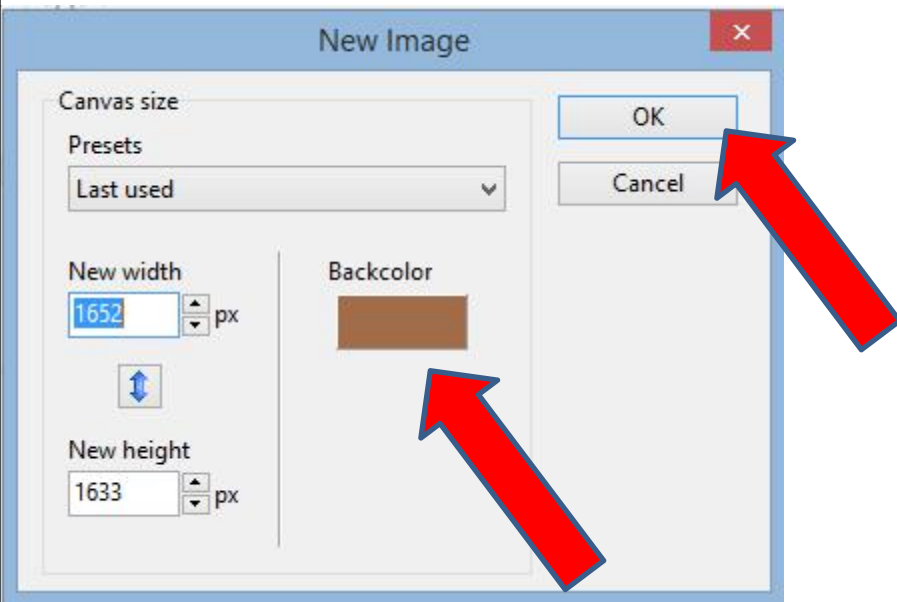 New Image
Canvas size
OK
Presets
Last used
Cancel
New width
Backcolor
1652
px
New height
1633
px